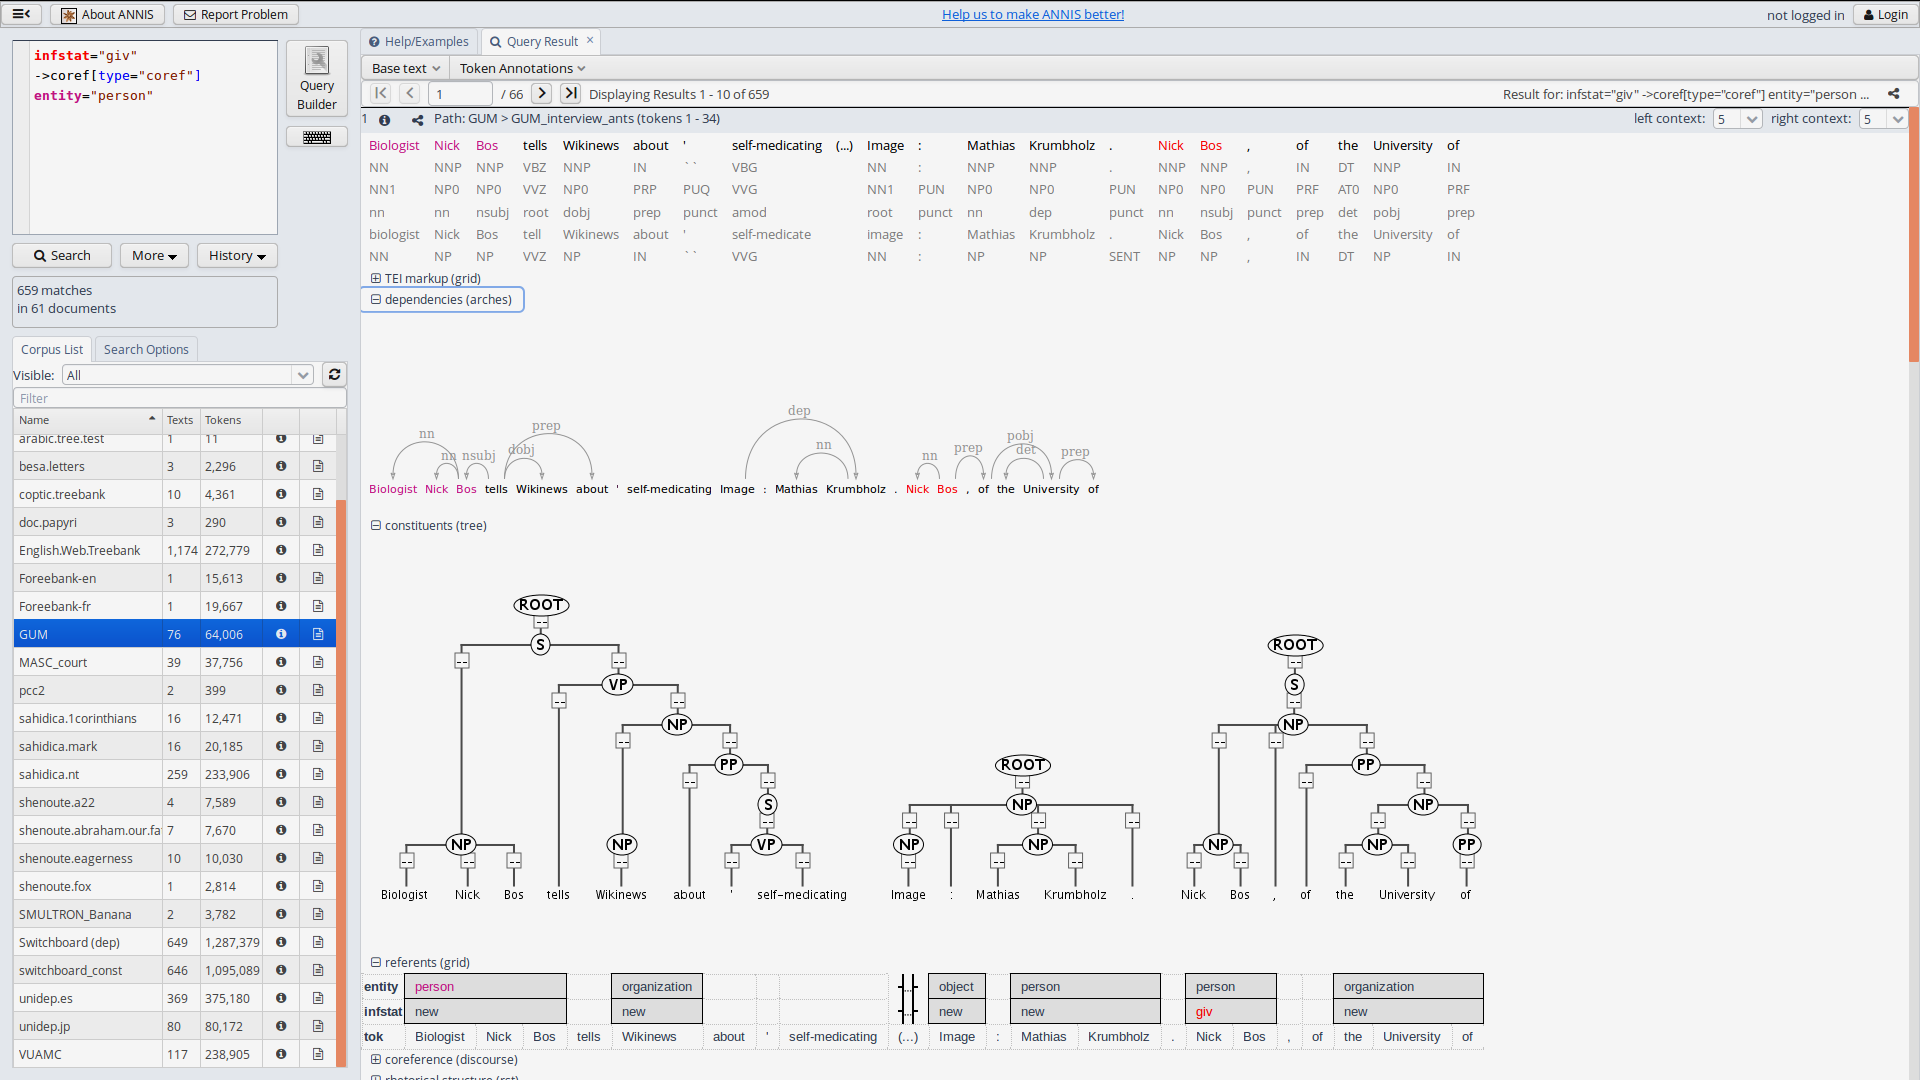 About ANNIS
Report Problem
Help us to make ANNIS better!
not logged in
Login
infstat="giv"
->coref[type="coref"]
entity="person"
Query Builder
Search
More
History
659 matches
in 61 documents
Corpus List
Search Options
Visible:
All
Filter
Name Texts Tokens
arabic.tree.test 1 11
besa.letters 3 2,296
coptic.treebank 10 4,361
doc.papyri 3 290
English.Web.Treebank 1,174 272,779
Foreebank-en 1 15,613
Foreebank-fr 1 19,667
GUM 76 64,006
MASC_court 39 37,756
pcc2 2 399
sahidica.1corinthians 16 12,471
sahidica.mark 16 20,185
sahidica.nt 259 233,906
shenoute.a22 4 7,589
shenoute.abraham.our.fa 7 7,670
shenoute.eagerness 10 10,030
shenoute.fox 1 2,814
SMULTRON_Banana 2 3,782
Switchboard (dep) 649 1,287,379
switchboard_const 646 1,095,089
unidep.es 369 375,180
unidep.jp 80 80,172
VUAMC 117 238,905
Help/Examples
Query Result
Base text
Token Annotations
1 / 66
Displaying Results 1 - 10 of 659
Result for: infstat="giv" ->coref[type="coref"] entity="person ...
1 Path: GUM > GUM_interview_ants (tokens 1 - 34)
left context: 5 right context: 5
Biologist Nick Bos tells Wikinews about ' self-medicating (...) Image : Mathias Krumbholz . Nick Bos , of the University of
NN NNP NNP VBZ NNP IN `` VBG NN : NNP NNP . NNP NNP , IN DT NNP IN
NN1 NP0 NP0 VVZ NP0 PRP PUQ VVG NN1 PUN NP0 NP0 PUN NP0 NP0 PUN PRF AT0 NP0 PRF
nn nn nsubj root dobj prep punct amod root punct nn dep punct nn nsubj punct prep det pobj prep
biologist Nick Bos tell Wikinews about ' self-medicate image : Mathias Krumbholz . Nick Bos , of the University of
NN NP NP VVZ NP IN `` VVG NN : NP NP SENT NP NP , IN DT NP IN
TEI markup (grid)
dependencies (arches)
dep
nn prep nn pobj
nn nsubj dobj nn prep det prep
Biologist Nick Bos tells Wikinews about ' self-medicating Image : Mathias Krumbholz . Nick Bos , of the University of
constituents (tree)
ROOT
--
S ROOT
-- -- --
VP S
-- -- --
NP NP
-- -- -- -- --
PP ROOT PP
-- -- -- -- --
S NP NP
-- -- -- -- -- -- --
NP NP VP NP NP NP NP PP
-- -- -- -- -- -- -- -- -- -- -- -- -- --
Biologist Nick Bos tells Wikinews about ' self-medicating Image : Mathias Krumbholz . Nick Bos , of the University of
referents (grid)
entity person organization object person person organization
infstat new new new new giv new
tok Biologist Nick Bos tells Wikinews about ' self-medicating (...) Image : Mathias Krumbholz . Nick Bos , of the University of
coreference (discourse)
rhetorical structure (rst)